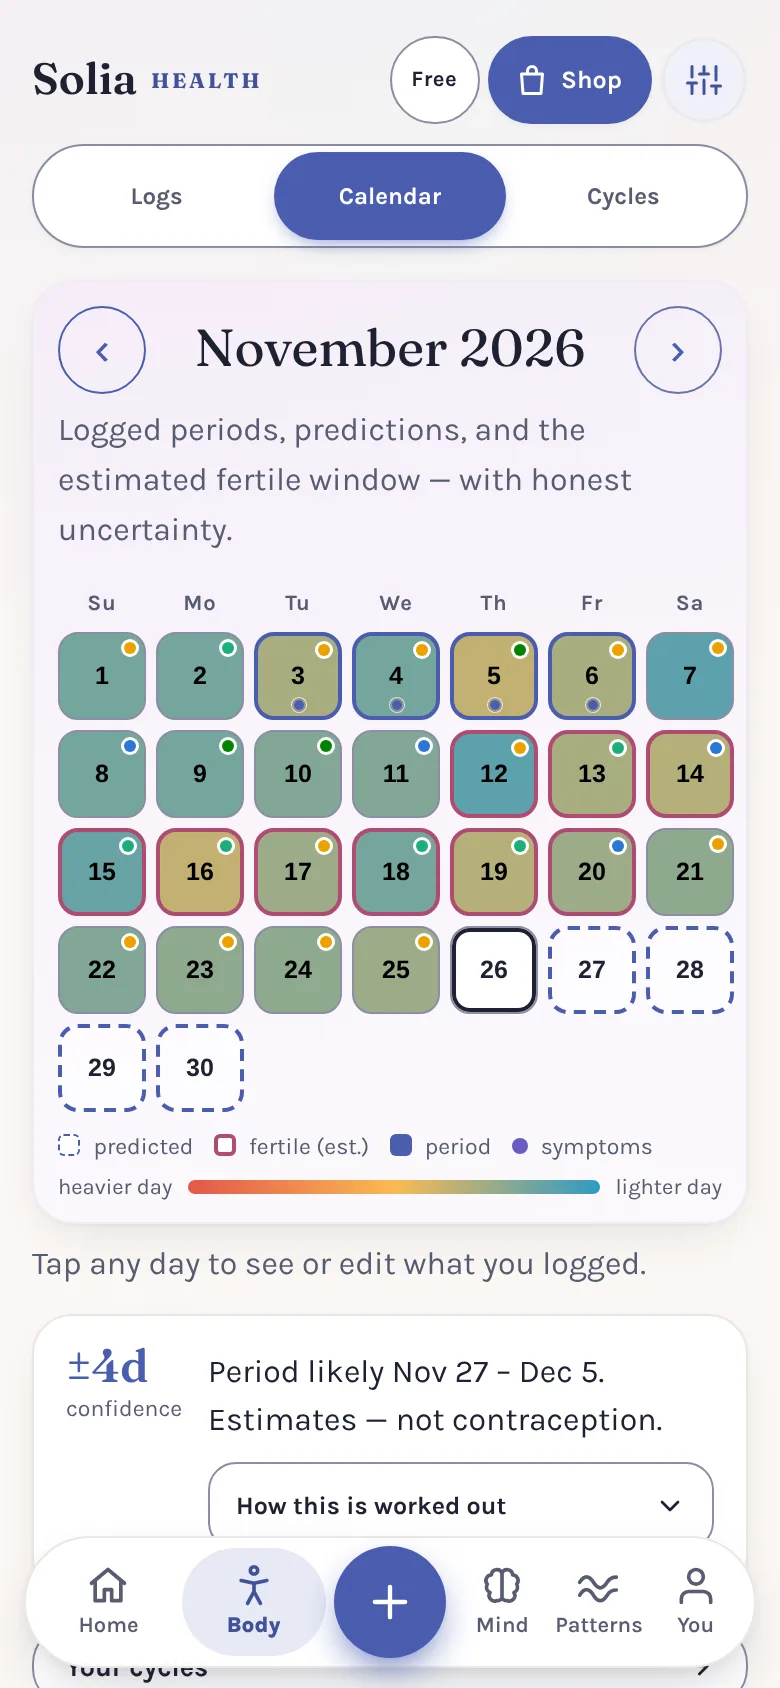 Solia HEALTH
Free
Shop
Logs
Calendar
Cycles
November 2026
Logged periods, predictions, and the
estimated fertile window — with honest
uncertainty.
Su Mo Tu We Th Fr Sa
1 2 3 4 5 6 7
8 9 10 11 12 13 14
15 16 17 18 19 20 21
22 23 24 25 26 27 28
29 30
predicted fertile (est.) period symptoms
heavier day lighter day
Tap any day to see or edit what you logged.
±4d
confidence
Period likely Nov 27 – Dec 5.
Estimates — not contraception.
How this is worked out
Home Body Mind Patterns You
Your cycles